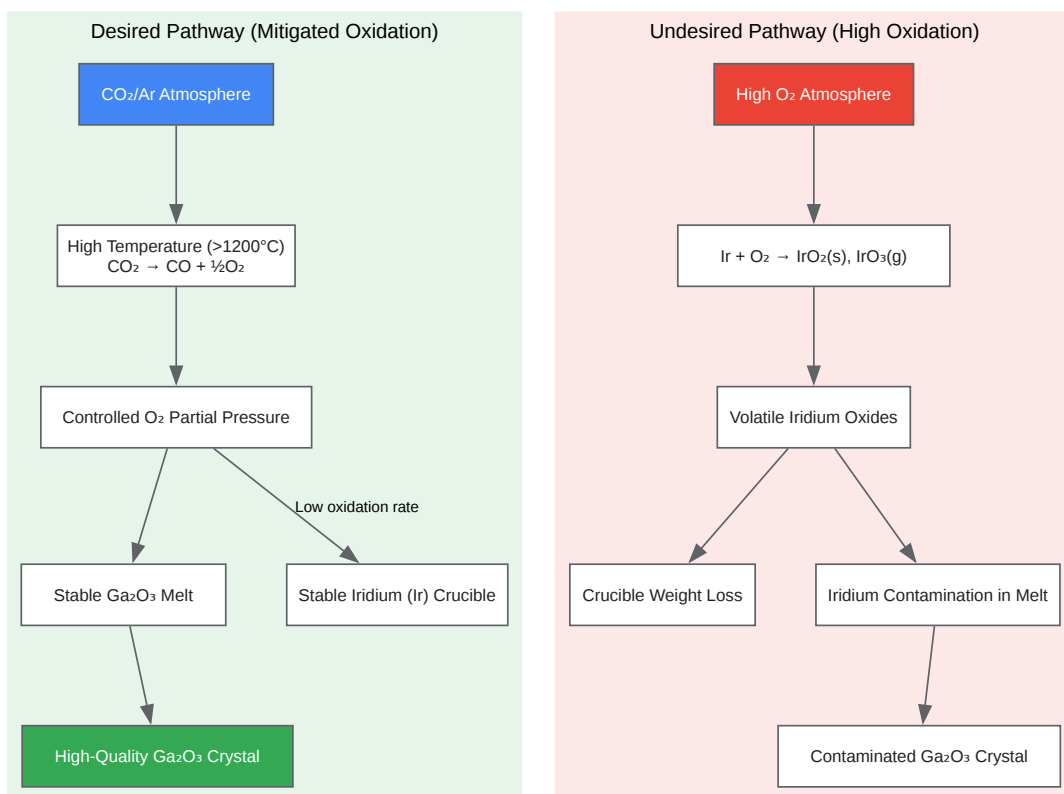 Desired Pathway (Mitigated Oxidation)
CO₂/Ar Atmosphere
High Temperature (>1200°C)
CO₂ → CO + ½O₂
Controlled O₂ Partial Pressure
Low oxidation rate
Stable Ga₂O₃ Melt
Stable Iridium (Ir) Crucible
High-Quality Ga₂O₃ Crystal
Undesired Pathway (High Oxidation)
High O₂ Atmosphere
Ir + O₂ → IrO₂(s), IrO₃(g)
Volatile Iridium Oxides
Crucible Weight Loss
Iridium Contamination in Melt
Contaminated Ga₂O₃ Crystal